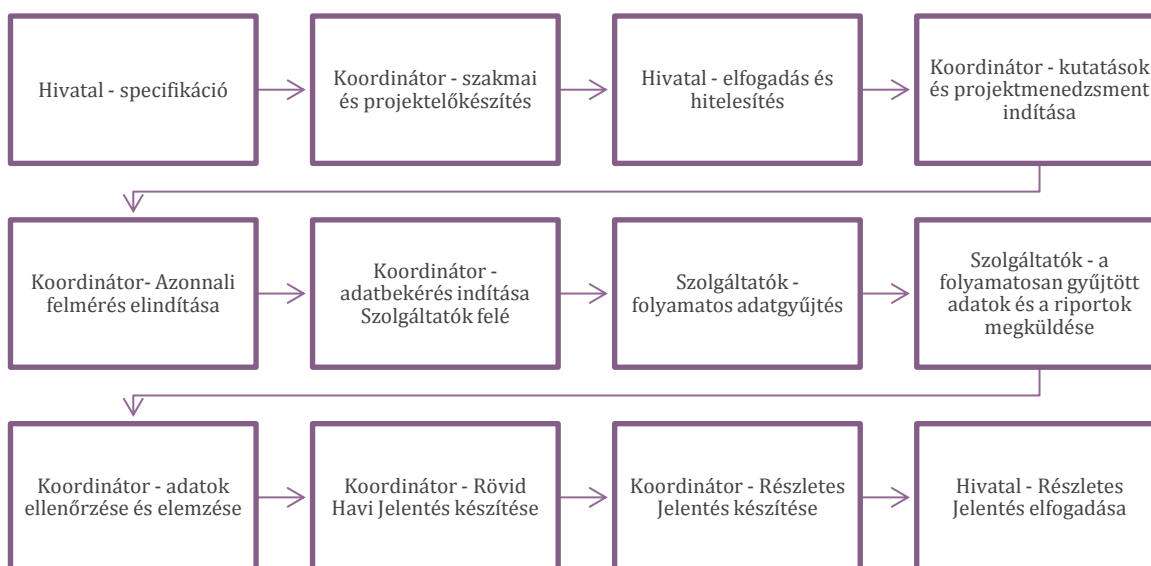 Hivatal - specifikáció
Koordinátor - szakmai
és projektelőkészítés
Hivatal - elfogadás és
hitelesítés
Koordinátor - kutatások
és projektmenedzsment
indítása
Koordinátor- Azonnali
felmérés elindítása
Koordinátor -
adatbekérés indítása
Szolgáltatók felé
Szolgáltatók -
folyamatos adatgyűjtés
Szolgáltatók - a
folyamatosan gyűjtött
adatok és a riportok
megküldése
Koordinátor - adatok
ellenőrzése és elemzése
Koordinátor - Rövid
Havi Jelentés készítése
Koordinátor - Részletes
Jelentés készítése
Hivatal - Részletes
Jelentés elfogadása